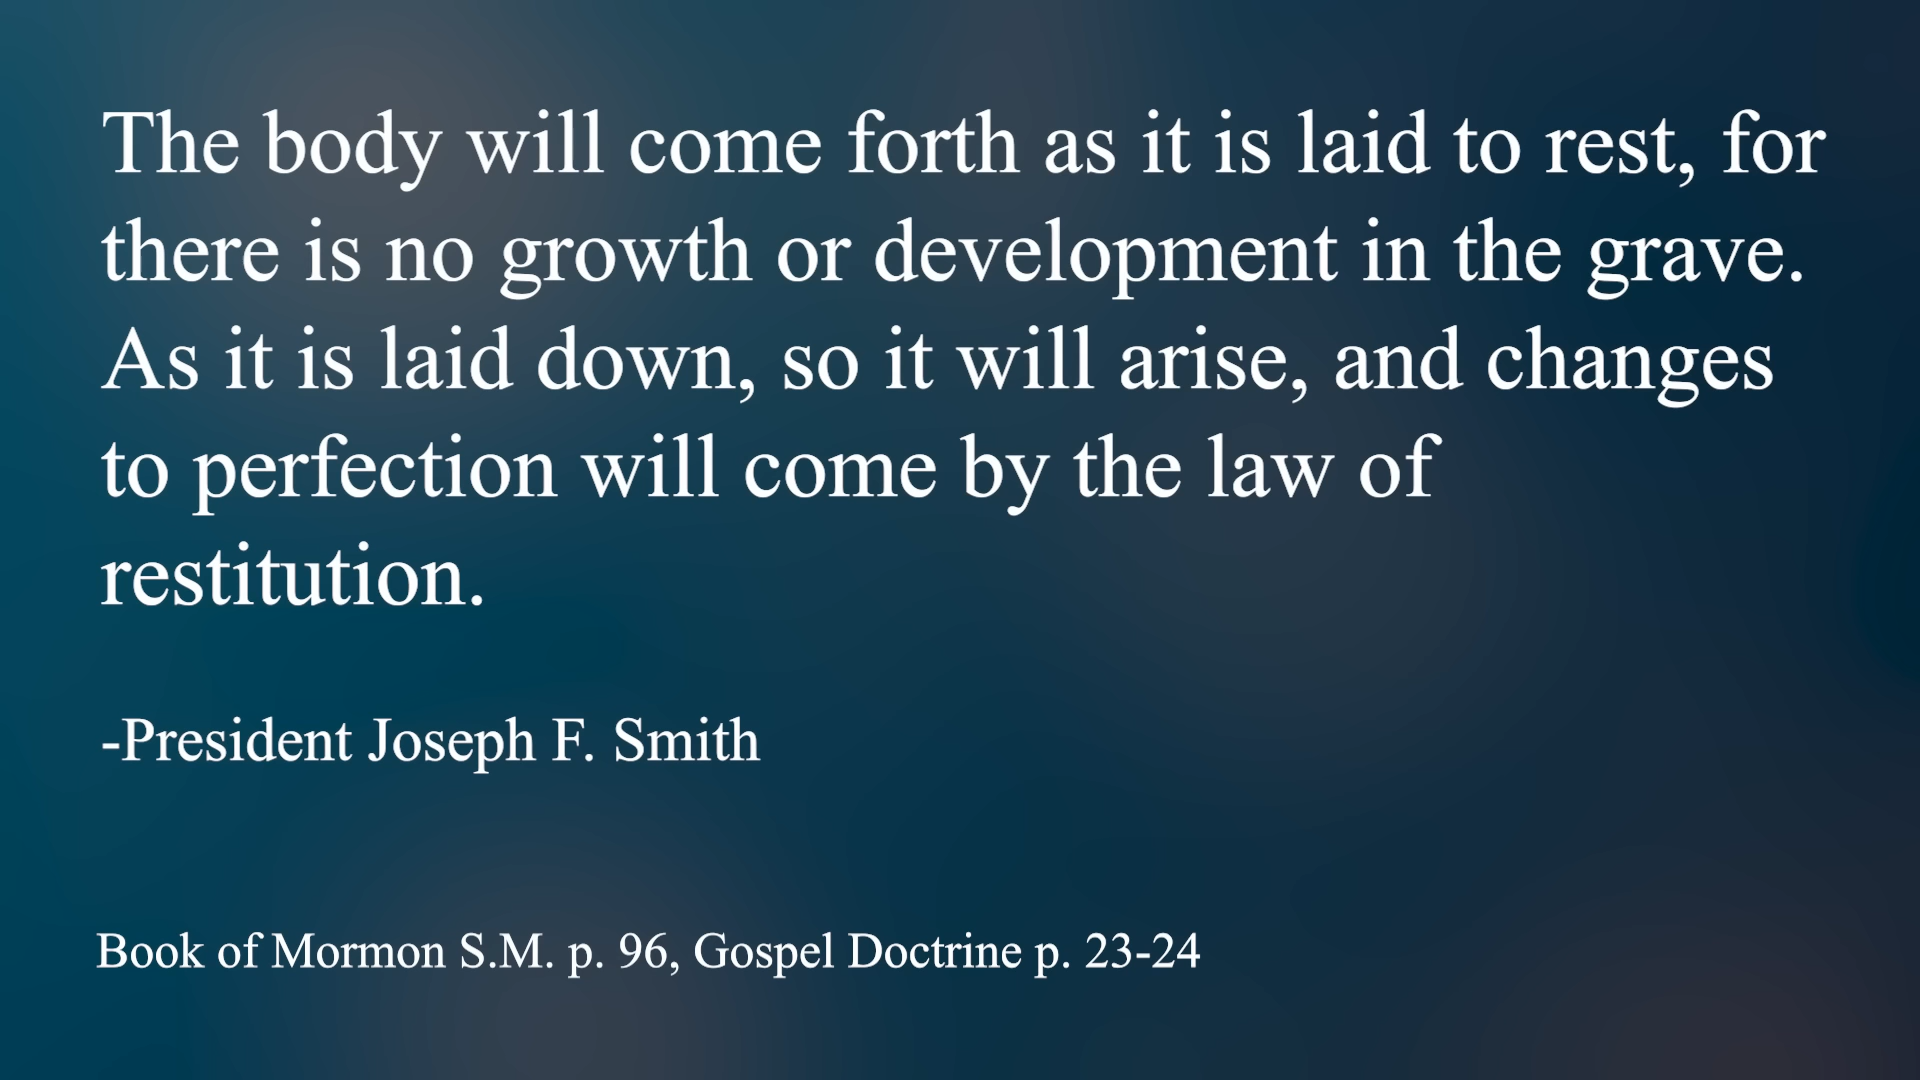 The body will come forth as it is laid to rest, for
there is no growth or development in the grave.
As it is laid down, so it will arise, and changes
to perfection will come by the law of
restitution.
-President Joseph F. Smith
Book of Mormon S.M. p. 96, Gospel Doctrine p. 23-24